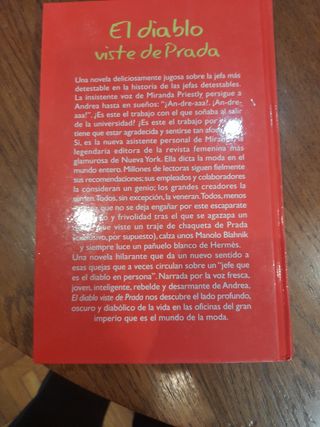 El diablo
viste de Prada
Una novela deliciosamente jugosa sobre la jefa más
detestable en la historia de las jefas detestables.
La insistente voz de Miranda Priestly persigue a
Andrea hasta en sueños: "¡An-dre-aaa!. ¡An-dre-
aaa!". ¿Es este el trabajo con el que soñaba al salir
de la universidad? ¿Es este el trabajo por el
tiene que estar agradecida y sentirse tan
Sí, es la nueva asistente personal de Miranda
legendaria editora de la revista femenina más
glamurosa de Nueva York. Ella dicta la moda en el
mundo entero. Millones de lectoras siguen fielmente
sus recomendaciones; sus empleados y colaboradores
la consideran un genio; los grandes creadores la
Todos, sin excepción, la veneran. Todos, menos
que no se deja engañar por este escaparate
y frivolidad tras el que se agazapa un
que viste un traje de chaqueta de Prada
por supuesto), calza unos Manolo Blahnik
y siempre luce un pañuelo blanco de Hermès.
Una novela hilarante que da un nuevo sentido a
esas quejas que a veces circulan sobre un "jefe que
es el diablo en persona". Narrada por la voz fresca,
joven, inteligente, rebelde y desarmante de Andrea,
El diablo viste de Prada nos descubre el lado profundo,
oscuro y diabólico de la vida en las oficinas del gran
imperio que es el mundo de la moda.